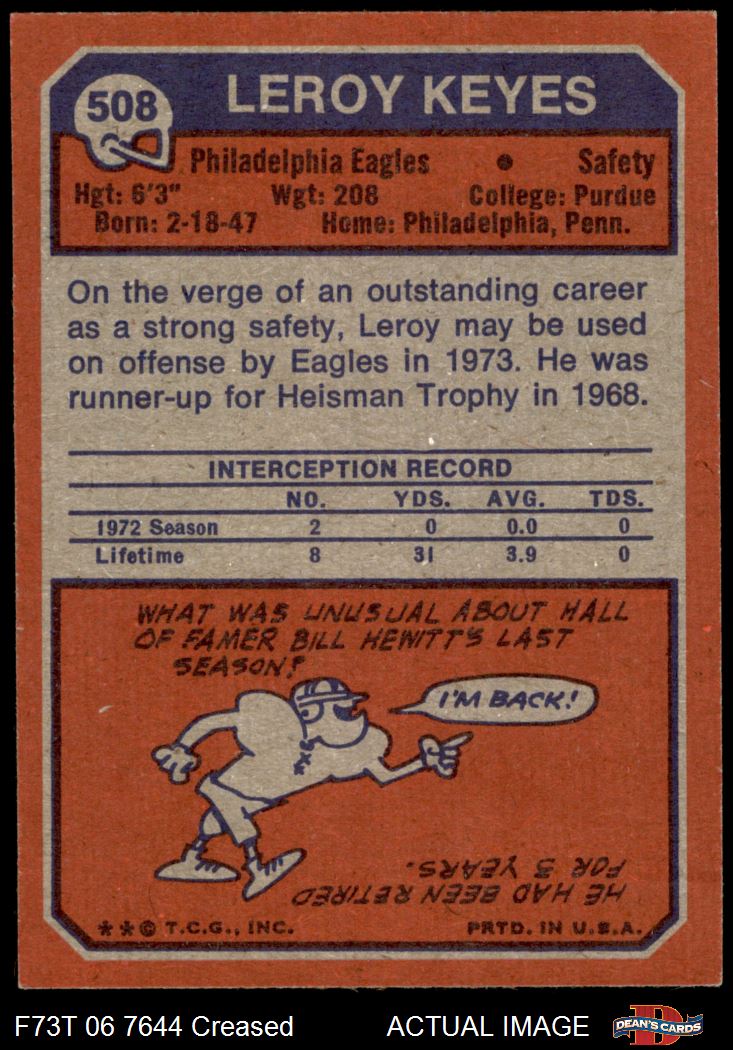 508
LEROY KEYES
Philadelphia Eagles • Safety
Hgt: 6'3" Wgt: 208 College: Purdue
Born: 2-18-47 Home: Philadelphia, Penn.
On the verge of an outstanding career
as a strong safety, Leroy may be used
on offense by Eagles in 1973. He was
runner-up for Heisman Trophy in 1968.
INTERCEPTION RECORD
NO. YDS. AVG. TDS.
1972 Season 2 0 0.0 0
Lifetime 8 31 3.9 0
WHAT WAS UNUSUAL ABOUT HALL
OF FAMER BILL HEWITT'S LAST
SEASON?
I'M BACK!
HE HAD BEEN RETIRED
FOR 3 YEARS.
**© T.C.G., INC. PRTD. IN U.S.A.
F73T 06 7644 Creased ACTUAL IMAGE
D
DEAN'S CARDS